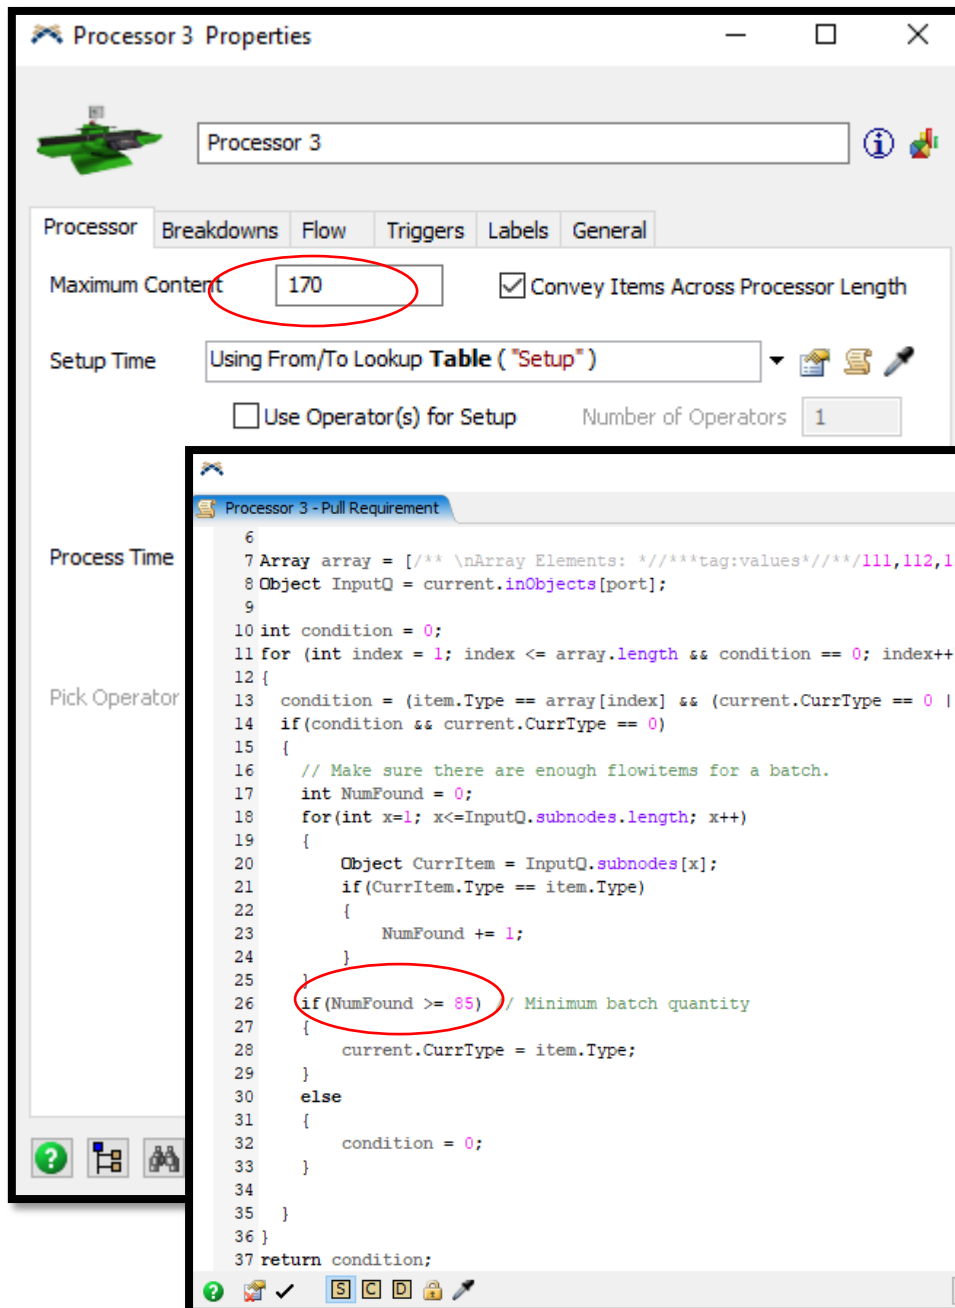 Processor 3 Properties
Processor 3
Processor Breakdowns Flow Triggers Labels General
Maximum Content 170 Convey Items Across Processor Length
Setup Time Using From/To Lookup Table ( "Setup" )
Use Operator(s) for Setup Number of Operators 1
Process Time
Pick Operator
Processor 3 - Pull Requirement
6
7 Array array = [/** \nArray Elements: *//***tag:values*//**/111,112,1
8 Object InputQ = current.inObjects[port];
9
10 int condition = 0;
11 for (int index = 1; index <= array.length && condition == 0; index++
12 {
13 condition = (item.Type == array[index] && (current.CurrType == 0 |
14 if(condition && current.CurrType == 0)
15 {
16 // Make sure there are enough flowitems for a batch.
17 int NumFound = 0;
18 for(int x=1; x<=InputQ.subnodes.length; x++)
19 {
20 Object CurrItem = InputQ.subnodes[x];
21 if(CurrItem.Type == item.Type)
22 {
23 NumFound += 1;
24 }
25 }
26 if(NumFound >= 85) // Minimum batch quantity
27 {
28 current.CurrType = item.Type;
29 }
30 else
31 {
32 condition = 0;
33 }
34
35 }
36 }
37 return condition;
S C D